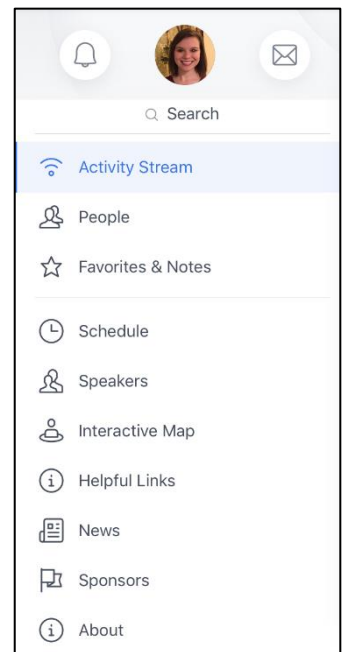 Search
Activity Stream
People
Favorites & Notes
Schedule
Speakers
Interactive Map
Helpful Links
News
Sponsors
About